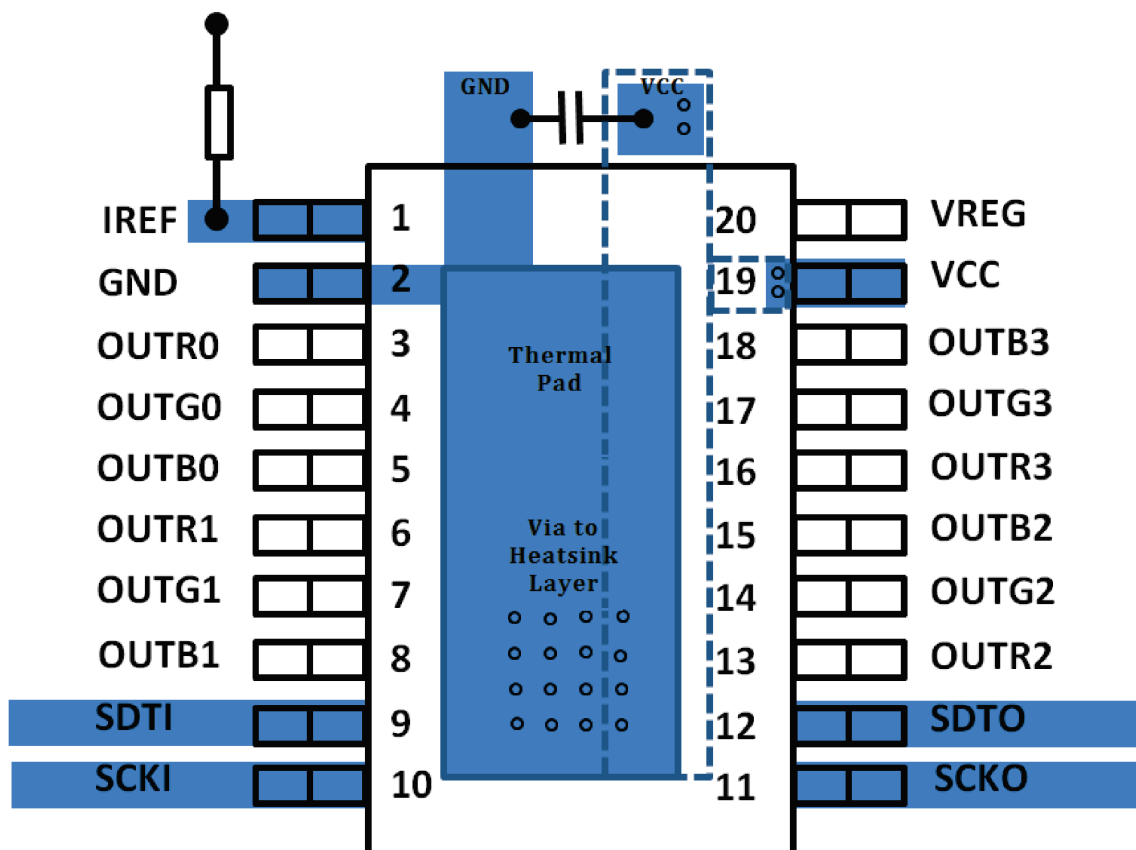 GND VCC
IREF 1 20 VREG
GND 2 19 VCC
OUTR0 3 18 OUTB3
Thermal
Pad
OUTG0 4 17 OUTG3
OUTB0 5 16 OUTR3
OUTR1 6 15 OUTB2
Via to
Heatsink
Layer
OUTG1 7 14 OUTG2
OUTB1 8 13 OUTR2
SDTI 9 12 SDTO
SCKI 10 11 SCKO